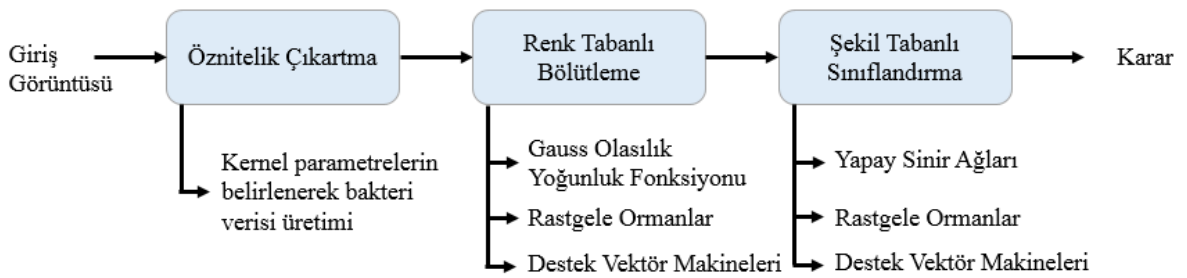 Giriş
Görüntüsü
Öznitelik Çıkartma
Renk Tabanlı
Bölütleme
Şekil Tabanlı
Sınıflandırma
Karar
Kernel parametrelerin
belirlenerek bakteri
verisi üretimi
Gauss Olasılık
Yoğunluk Fonksiyonu
Rastgele Ormanlar
Destek Vektör Makineleri
Yapay Sinir Ağları
Rastgele Ormanlar
Destek Vektör Makineleri